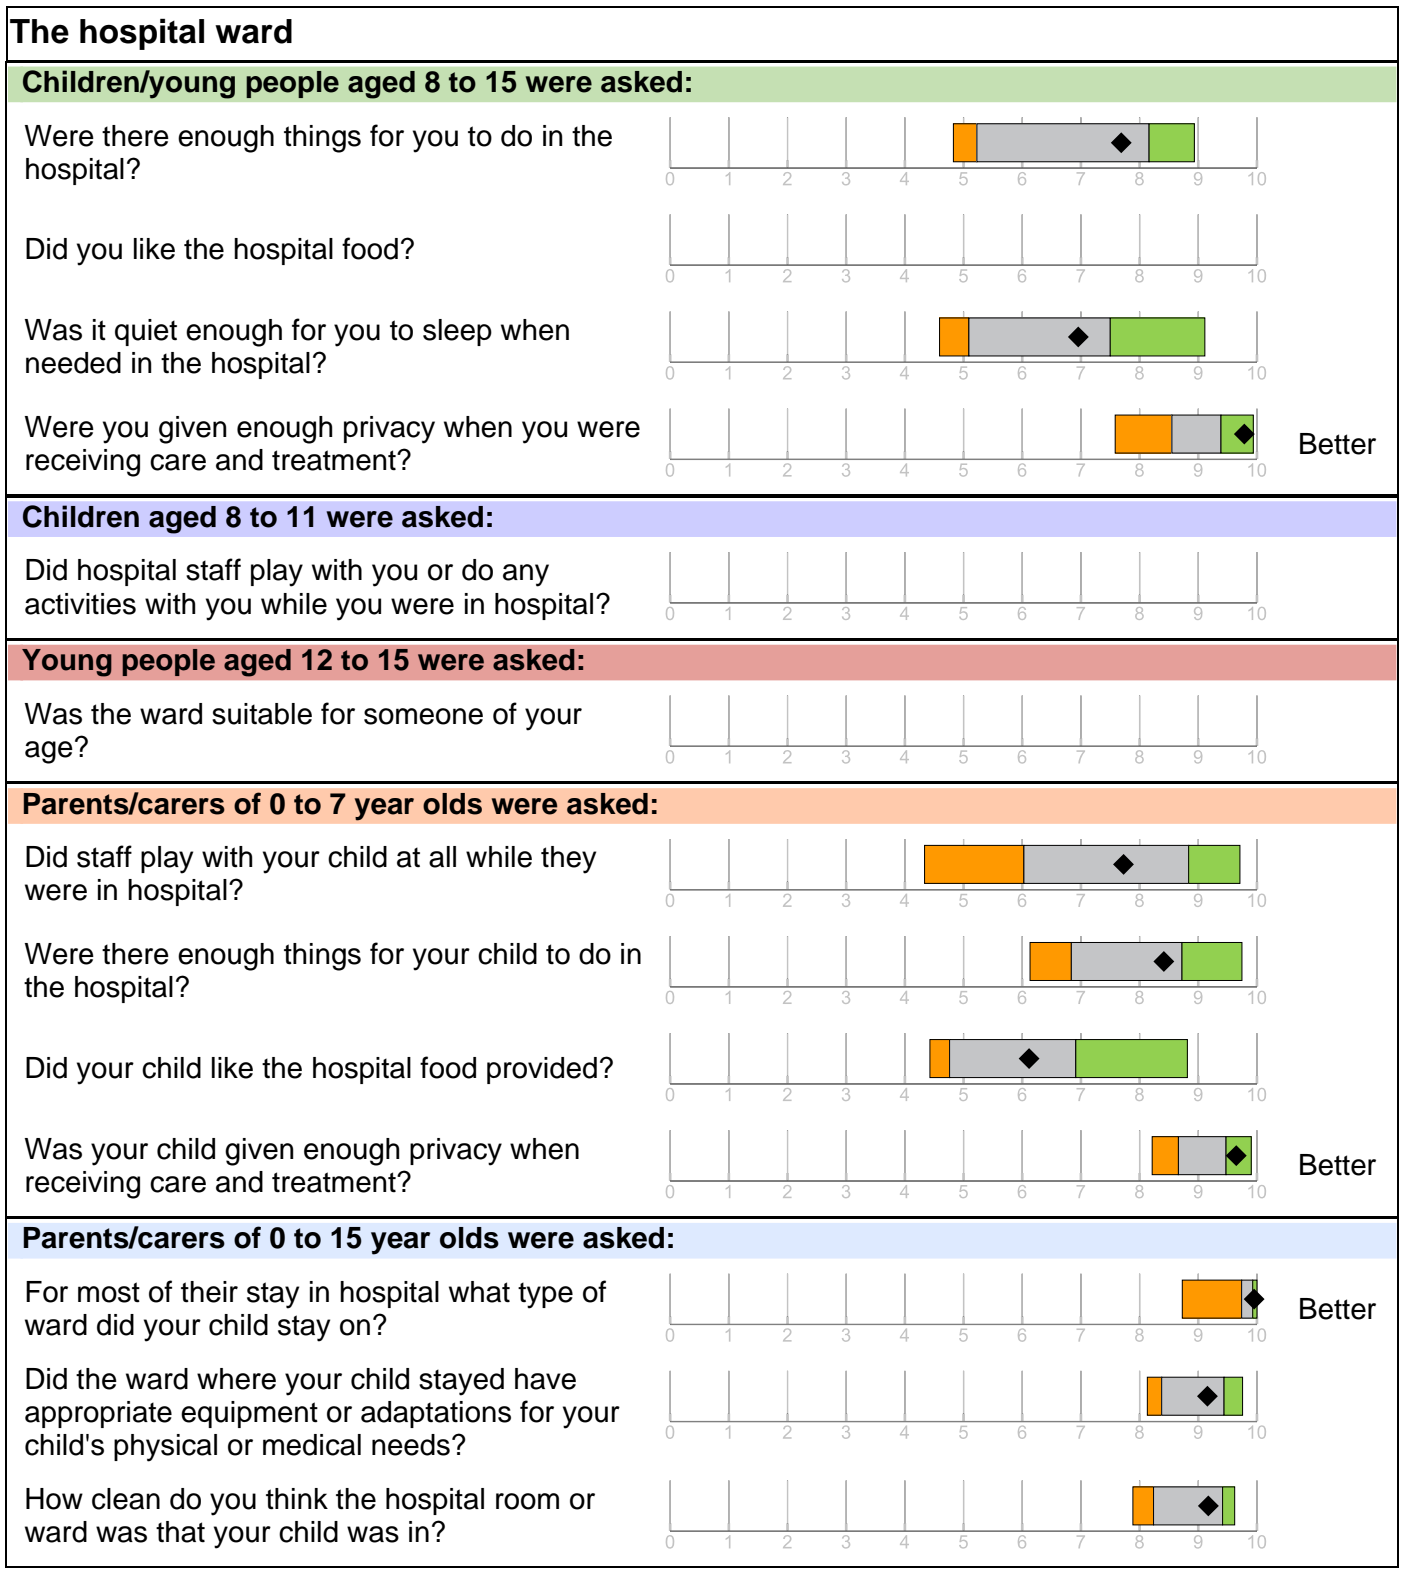 The hospital ward
Children/young people aged 8 to 15 were asked:
Were there enough things for you to do in the
hospital?
0 1 2 3 4 5 6 7 8 9 10
Did you like the hospital food?
0 1 2 3 4 5 6 7 8 9 10
Was it quiet enough for you to sleep when
needed in the hospital?
0 1 2 3 4 5 6 7 8 9 10
Were you given enough privacy when you were
receiving care and treatment?
0 1 2 3 4 5 6 7 8 9 10
Better
Children aged 8 to 11 were asked:
Did hospital staff play with you or do any
activities with you while you were in hospital?
0 1 2 3 4 5 6 7 8 9 10
Young people aged 12 to 15 were asked:
Was the ward suitable for someone of your
age?
0 1 2 3 4 5 6 7 8 9 10
Parents/carers of 0 to 7 year olds were asked:
Did staff play with your child at all while they
were in hospital?
0 1 2 3 4 5 6 7 8 9 10
Were there enough things for your child to do in
the hospital?
0 1 2 3 4 5 6 7 8 9 10
Did your child like the hospital food provided?
0 1 2 3 4 5 6 7 8 9 10
Was your child given enough privacy when
receiving care and treatment?
0 1 2 3 4 5 6 7 8 9 10
Better
Parents/carers of 0 to 15 year olds were asked:
For most of their stay in hospital what type of
ward did your child stay on?
0 1 2 3 4 5 6 7 8 9 10
Better
Did the ward where your child stayed have
appropriate equipment or adaptations for your
child's physical or medical needs?
0 1 2 3 4 5 6 7 8 9 10
How clean do you think the hospital room or
ward was that your child was in?
0 1 2 3 4 5 6 7 8 9 10